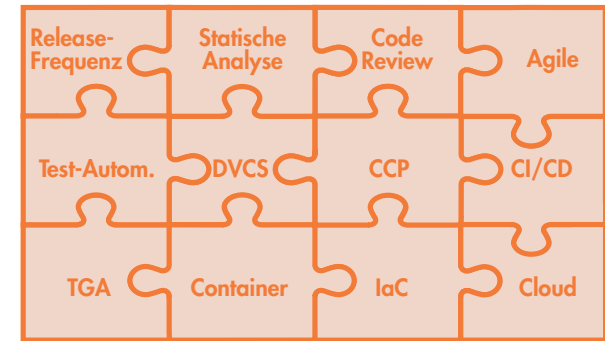 Release-
Frequenz
Statische
Analyse
Code
Review
Agile
Test-Autom.
DVCS
CCP
CI/CD
TGA
Container
IaC
Cloud